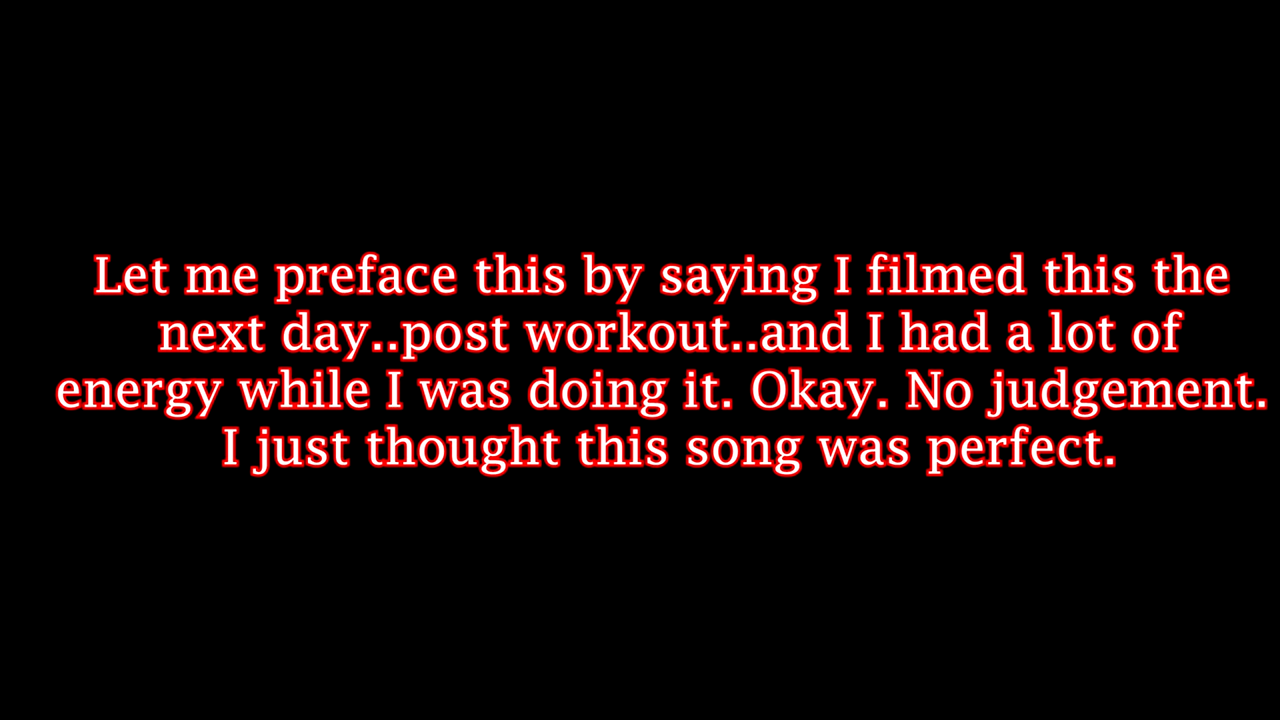 Let me preface this by saying I filmed this the
next day..post workout..and I had a lot of
energy while I was doing it. Okay. No judgement.
I just thought this song was perfect.